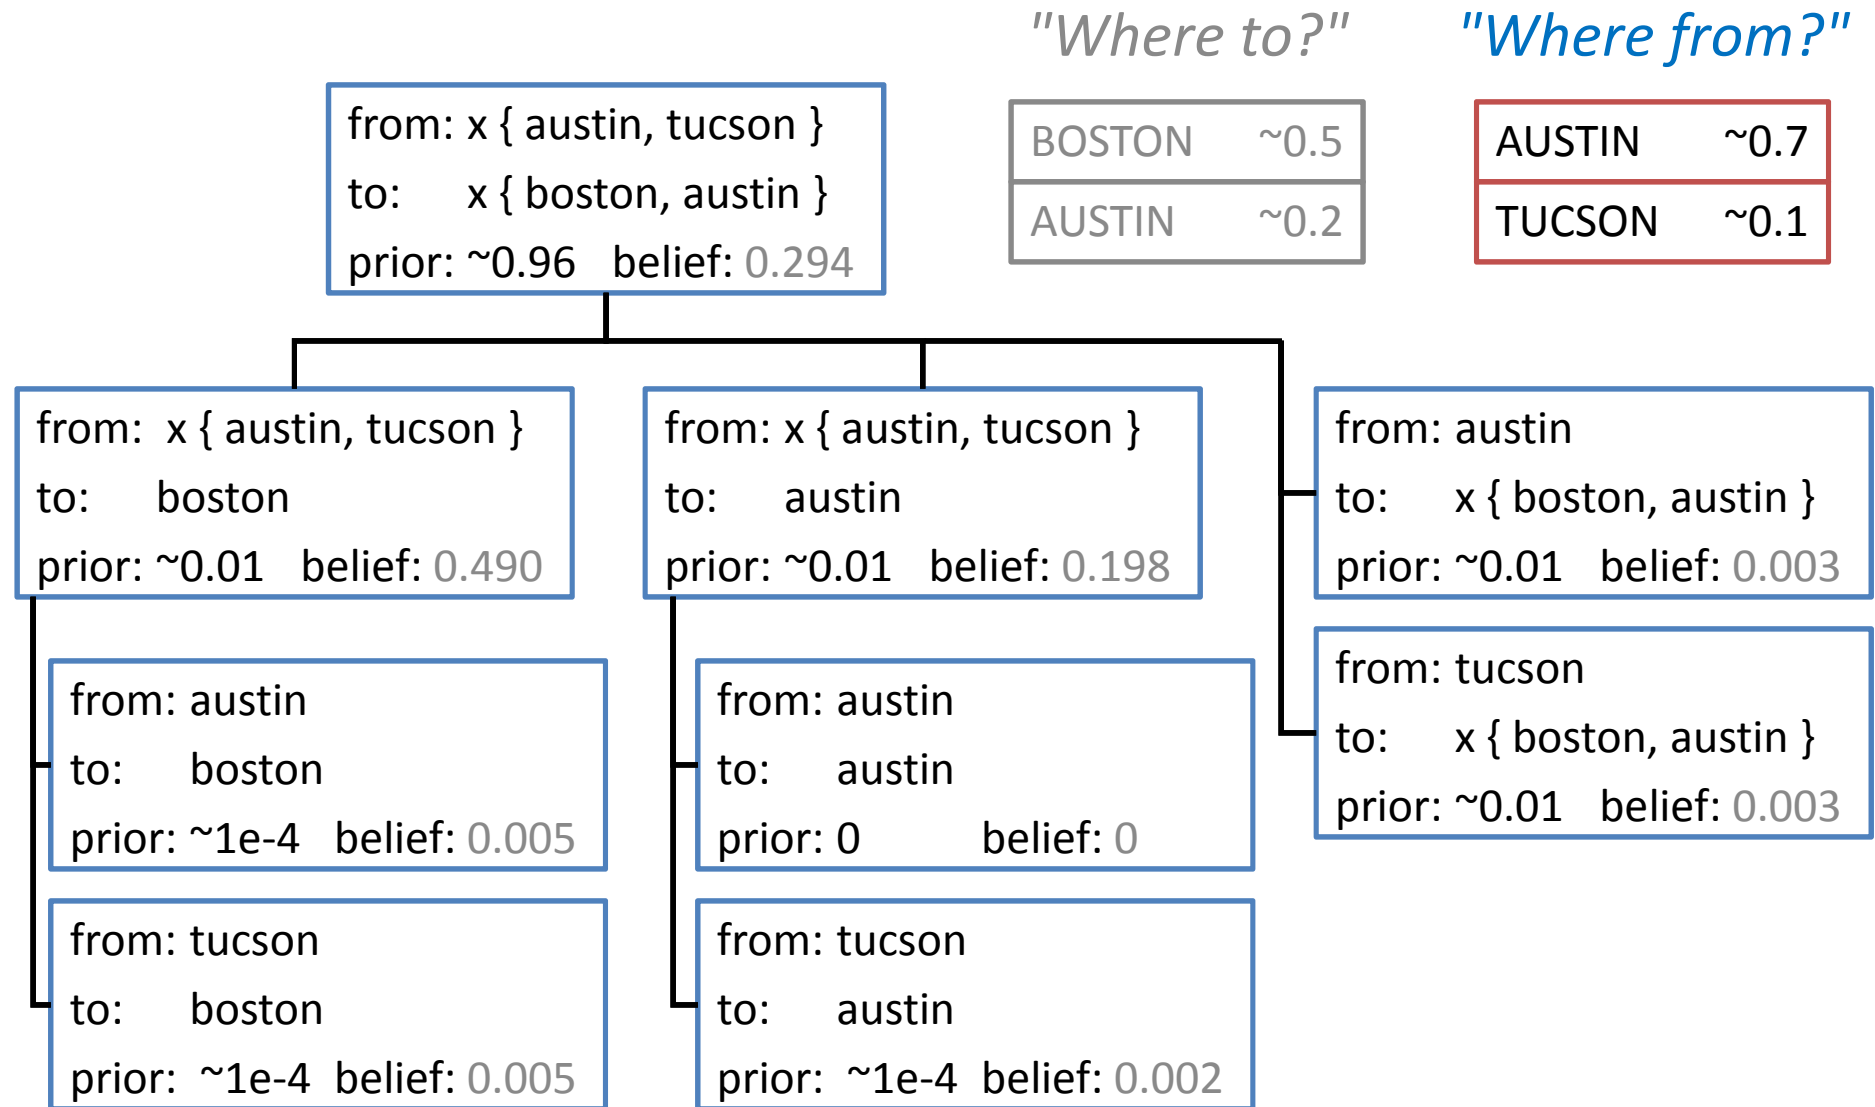 "Where to?"
"Where from?"
BOSTON ~0.5
AUSTIN ~0.2
AUSTIN ~0.7
TUCSON ~0.1
from: x { austin, tucson }
to: x { boston, austin }
prior: ~0.96 belief: 0.294
from: x { austin, tucson }
to: boston
prior: ~0.01 belief: 0.490
from: x { austin, tucson }
to: austin
prior: ~0.01 belief: 0.198
from: austin
to: x { boston, austin }
prior: ~0.01 belief: 0.003
from: tucson
to: x { boston, austin }
prior: ~0.01 belief: 0.003
from: austin
to: boston
prior: ~1e-4 belief: 0.005
from: austin
to: austin
prior: 0 belief: 0
from: tucson
to: boston
prior: ~1e-4 belief: 0.005
from: tucson
to: austin
prior: ~1e-4 belief: 0.002